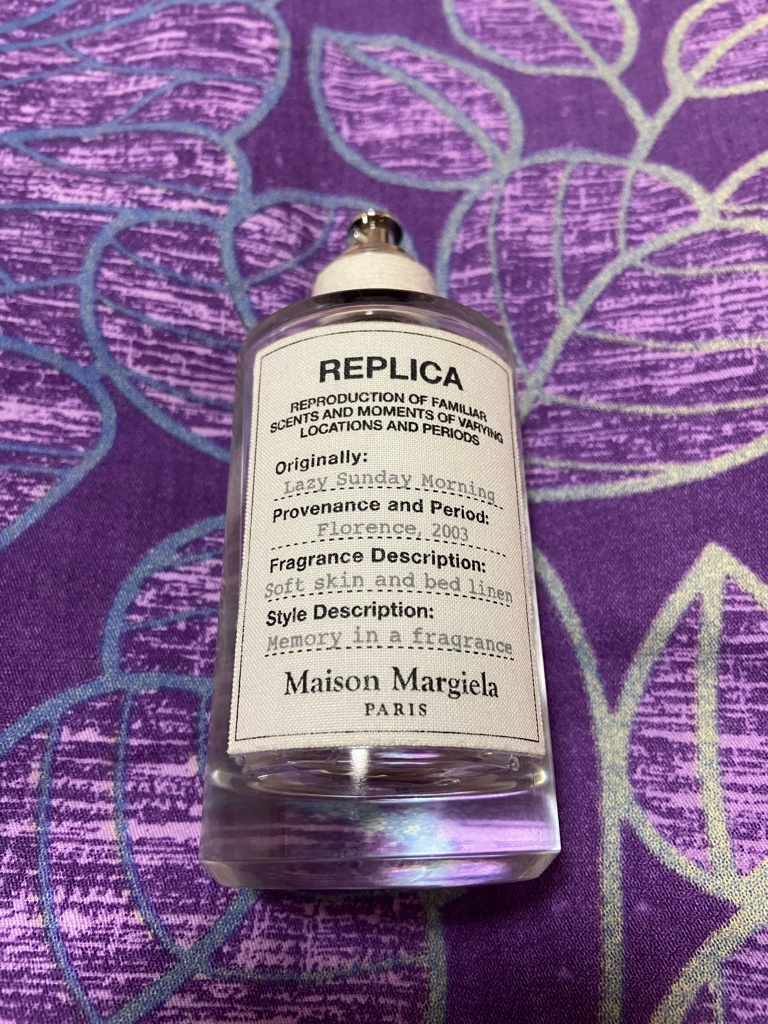 REPLICA
REPRODUCTION OF FAMILIAR
SCENTS AND MOMENTS OF VARYING
LOCATIONS AND PERIODS
Originally:
Lazy Sunday Morning
Provenance and Period:
Florence, 2003
Fragrance Description:
Soft skin and bed linen
Style Description:
Memory in a fragrance
Maison Margiela
PARIS